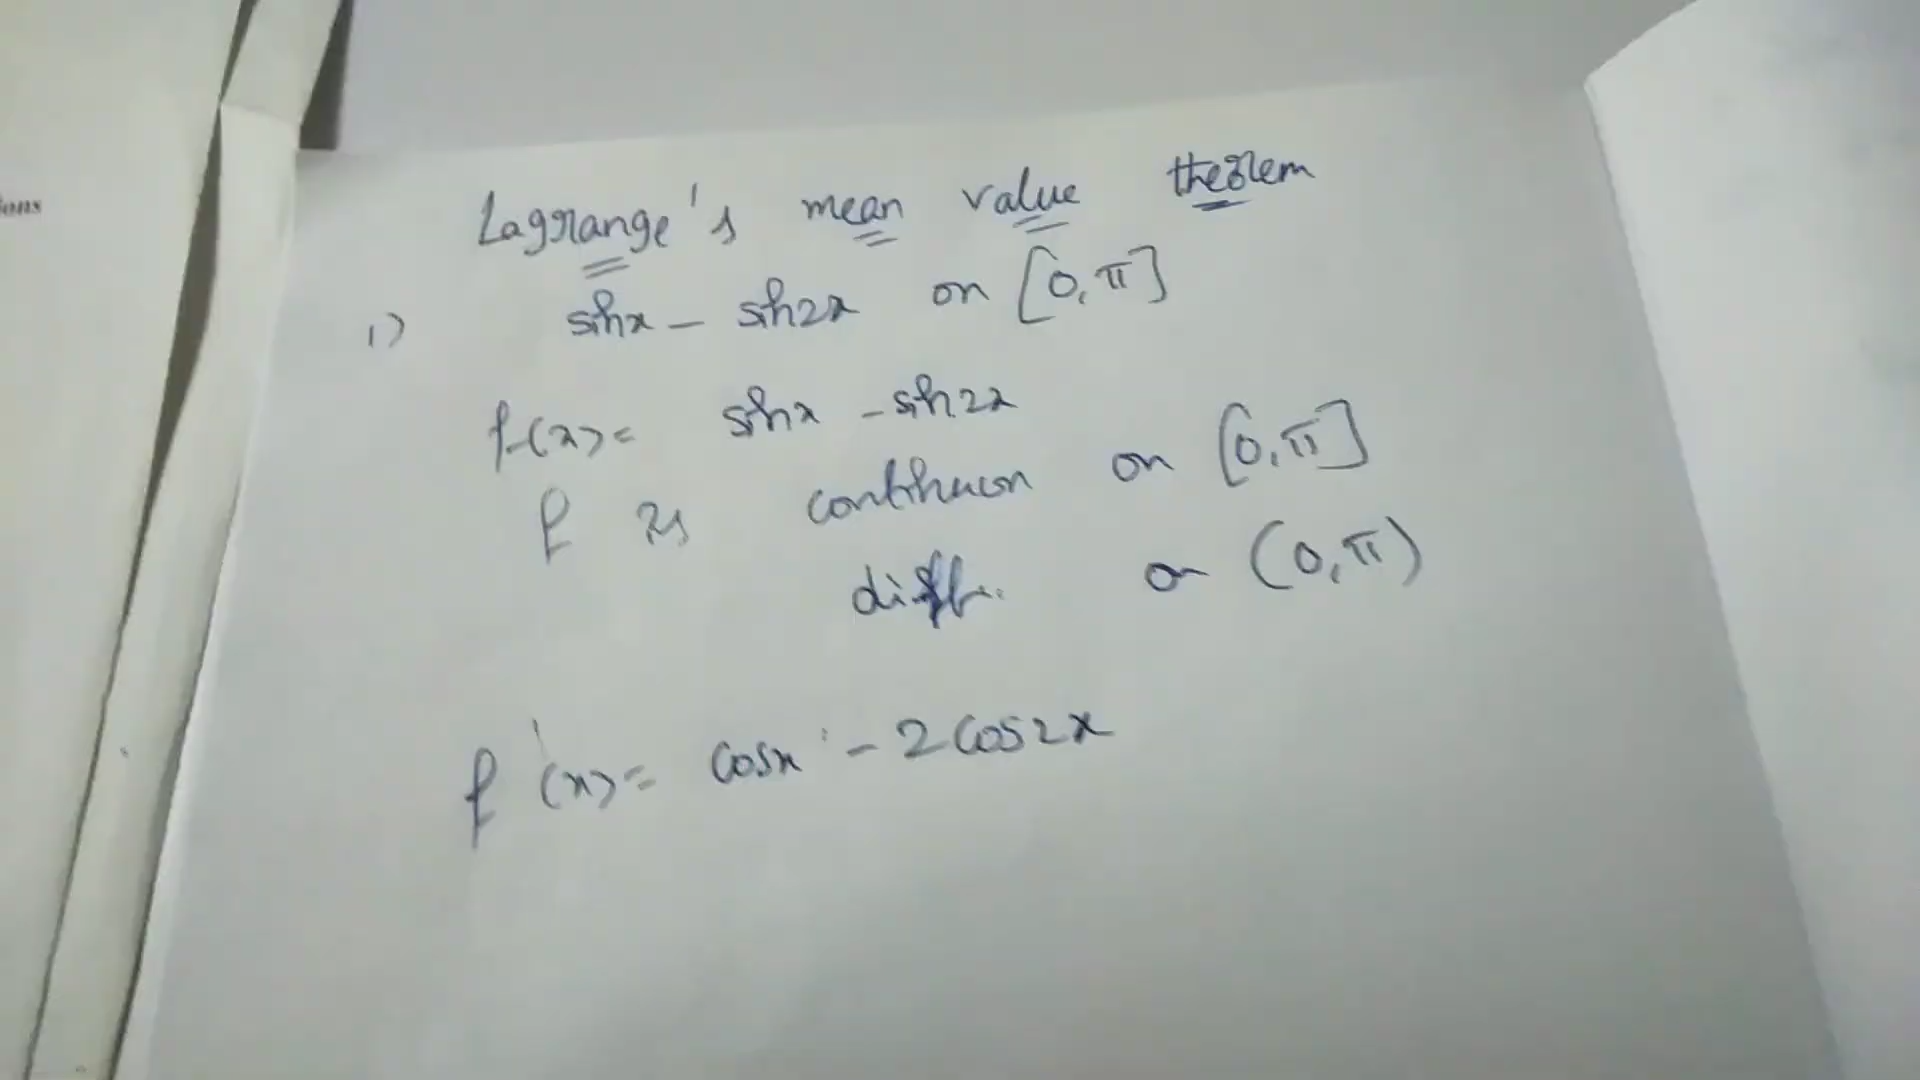 ions
Lagrange's mean value theorem
1) sinx - sin2x on [0, π]
f(x) = sinx - sin2x
f is continuous on [0, π]
diff. on (0, π)
f'(x) = cosx - 2cos2x